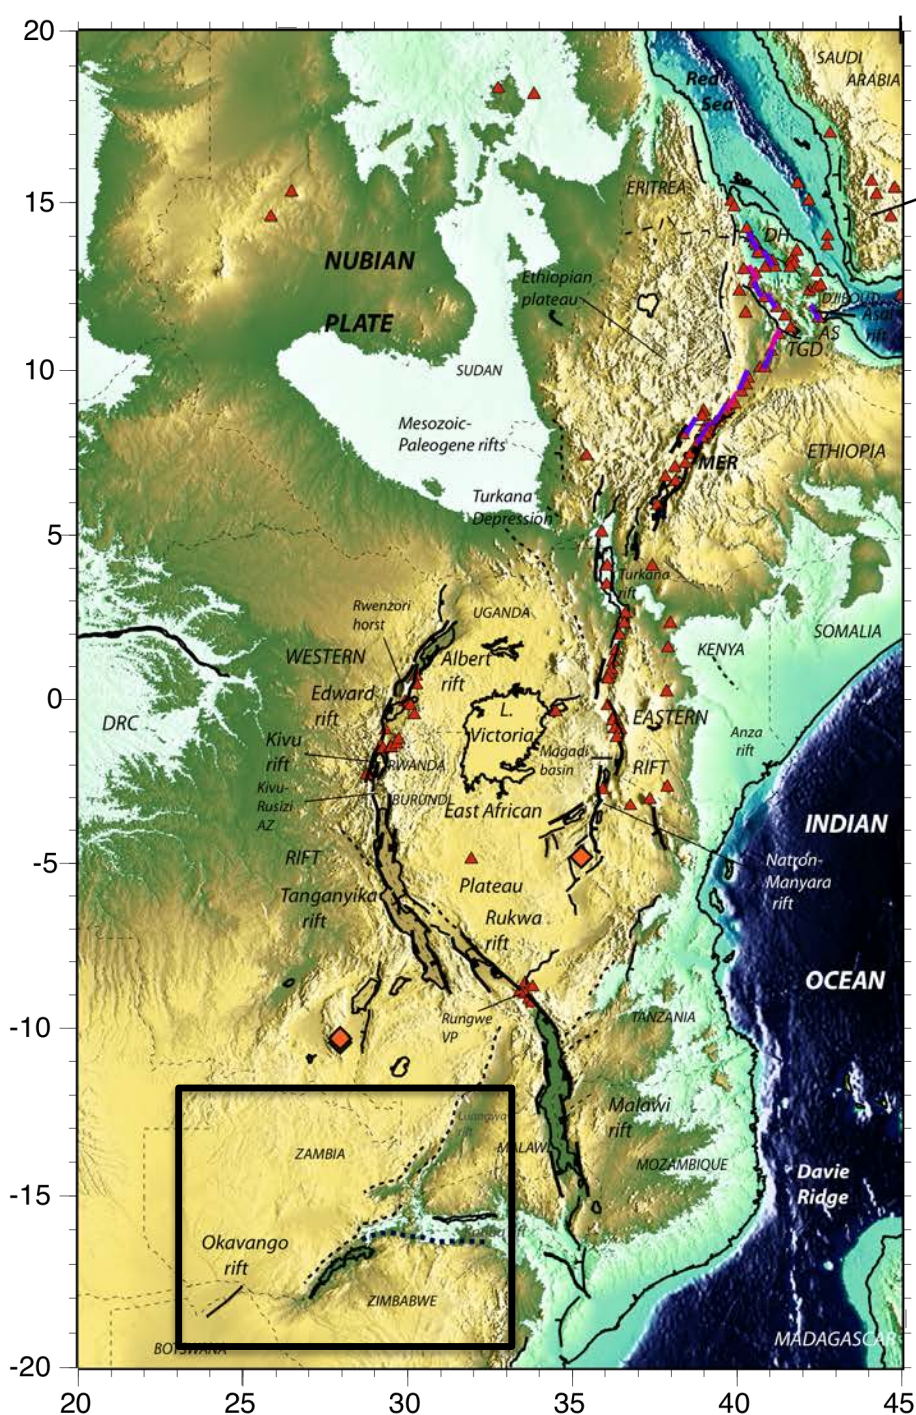 20
15
10
5
0
-5
-10
-15
-20
20
25
30
35
40
45
SAUDI
ARABIA
Red
Sea
ERITREA
DH
NUBIAN
PLATE
Ethiopian
plateau
DJIBOUTI
Asal
rift
AS
TGD
SUDAN
Mesozoic-
Paleogene rifts
ETHIOPIA
MER
Turkana
Depression
Turkana
rift
Rwenzori
horst
UGANDA
SOMALIA
KENYA
WESTERN
Albert
rift
Edward
rift
DRC
L.
Victoria
EASTERN
Anza
rift
Kivu
rift
Magadi
basin
RWANDA
RIFT
Kivu-
Rusizi
AZ
BURUNDI
East African
INDIAN
RIFT
Natron-
Manyara
rift
Plateau
Tanganyika
rift
Rukwa
rift
OCEAN
Rungwe
VP
TANZANIA
Luangwa
rift
Malawi
rift
MALAWI
ZAMBIA
MOZAMBIQUE
Davie
Ridge
Okavango
rift
ZIMBABWE
BOTSWANA
MADAGASCAR